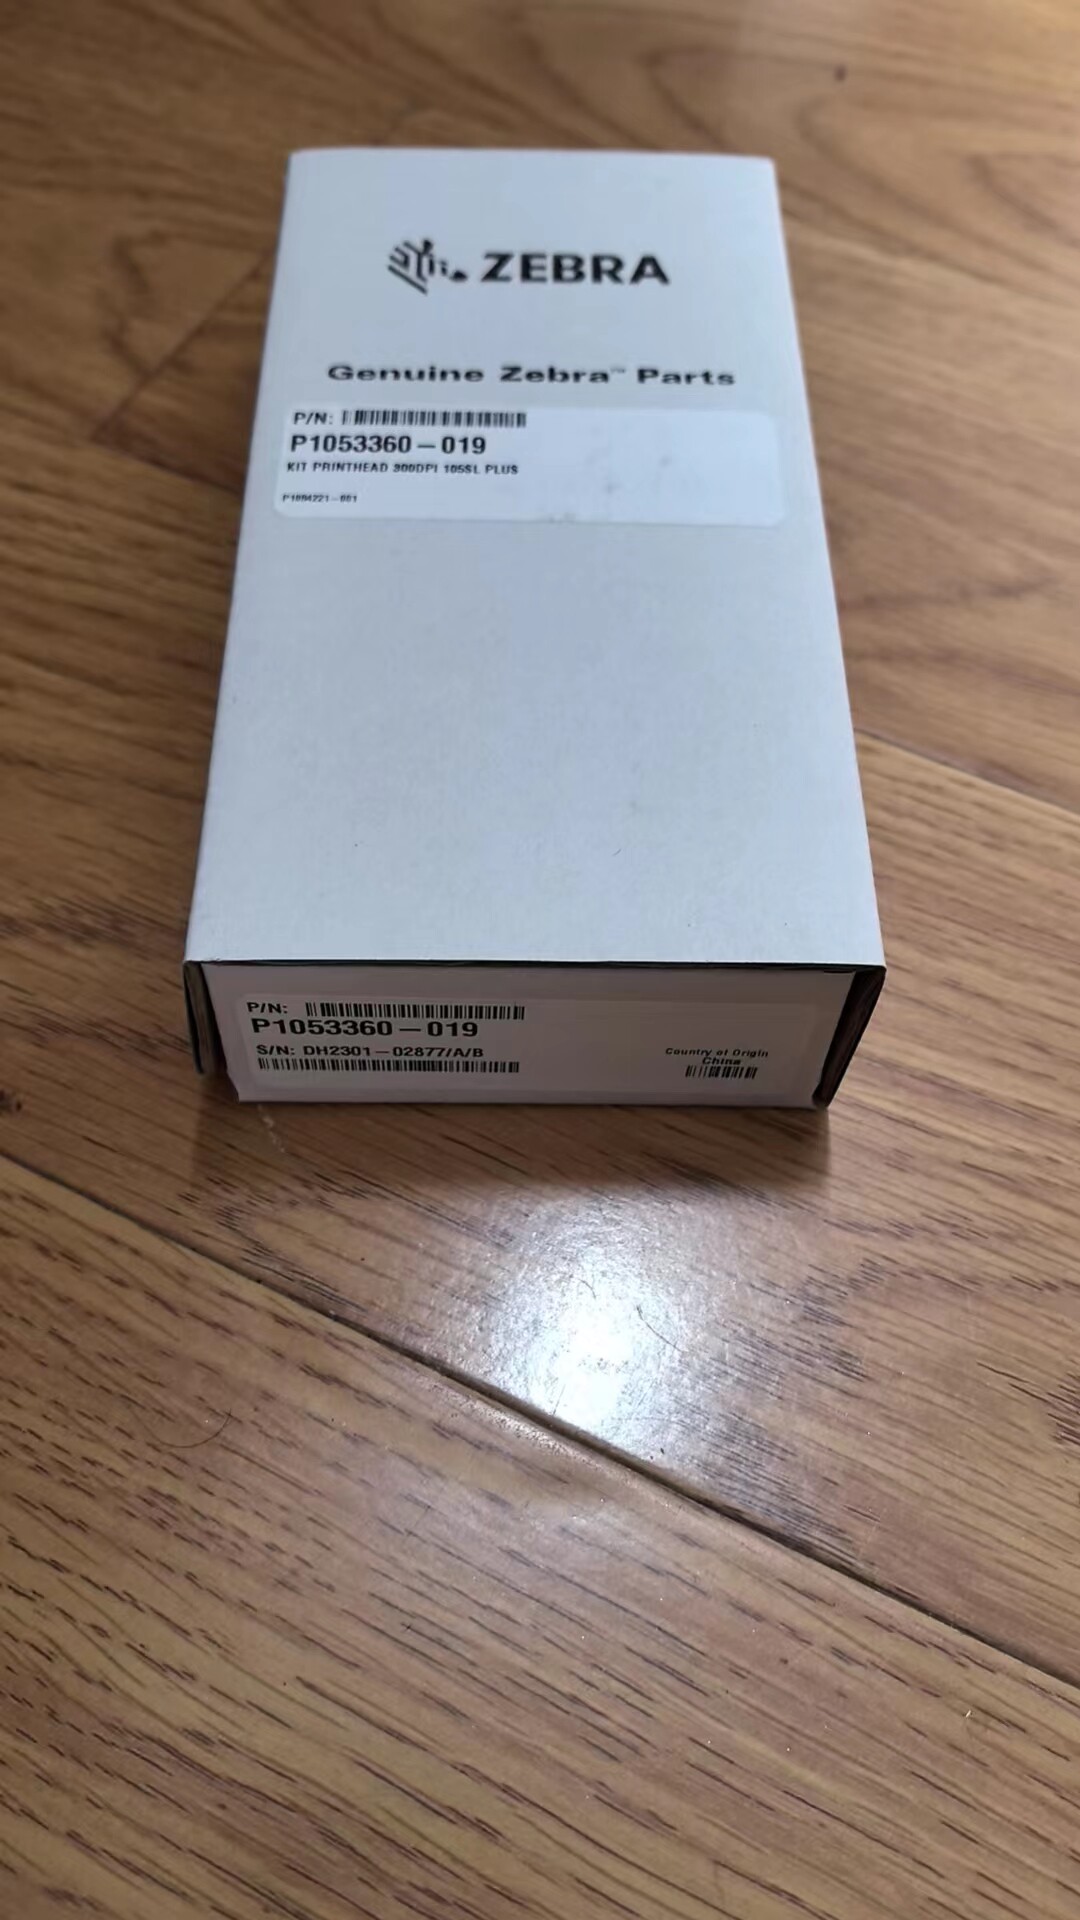 ZEBRA
Genuine Zebra™ Parts
P/N:
P1053360-019
KIT PRINTHEAD 300DPI 105SL PLUS
P/N:
P1053360-019
S/N: DH2301-02877/A/B
Country of Origin
China